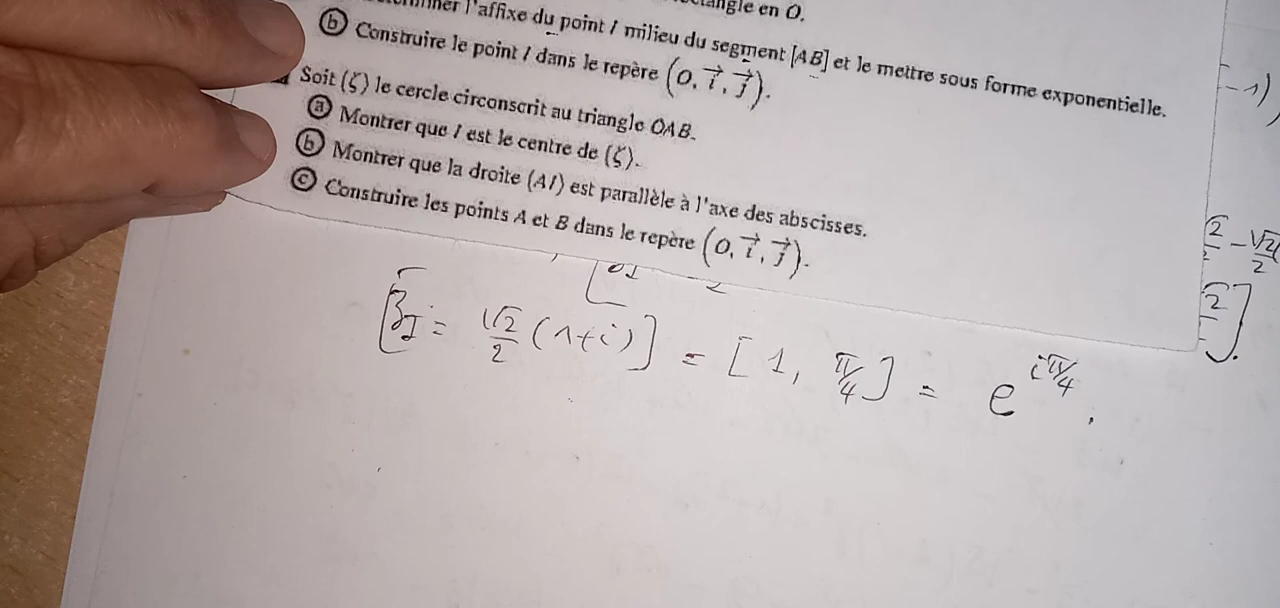 en O.
l'affixe du point I milieu du segment [AB] et le mettre sous forme exponentielle.
ⓑ Construire le point I dans le repère (O, i⃗, j⃗).
Soit (ζ) le cercle circonscrit au triangle OAB.
ⓐ Montrer que I est le centre de (ζ).
ⓑ Montrer que la droite (AI) est parallèle à l'axe des abscisses.
ⓒ Construire les points A et B dans le repère (O, i⃗, j⃗).
[З_I = √2/2 (1+i)] = [1, π/4] = e^{iπ/4}.